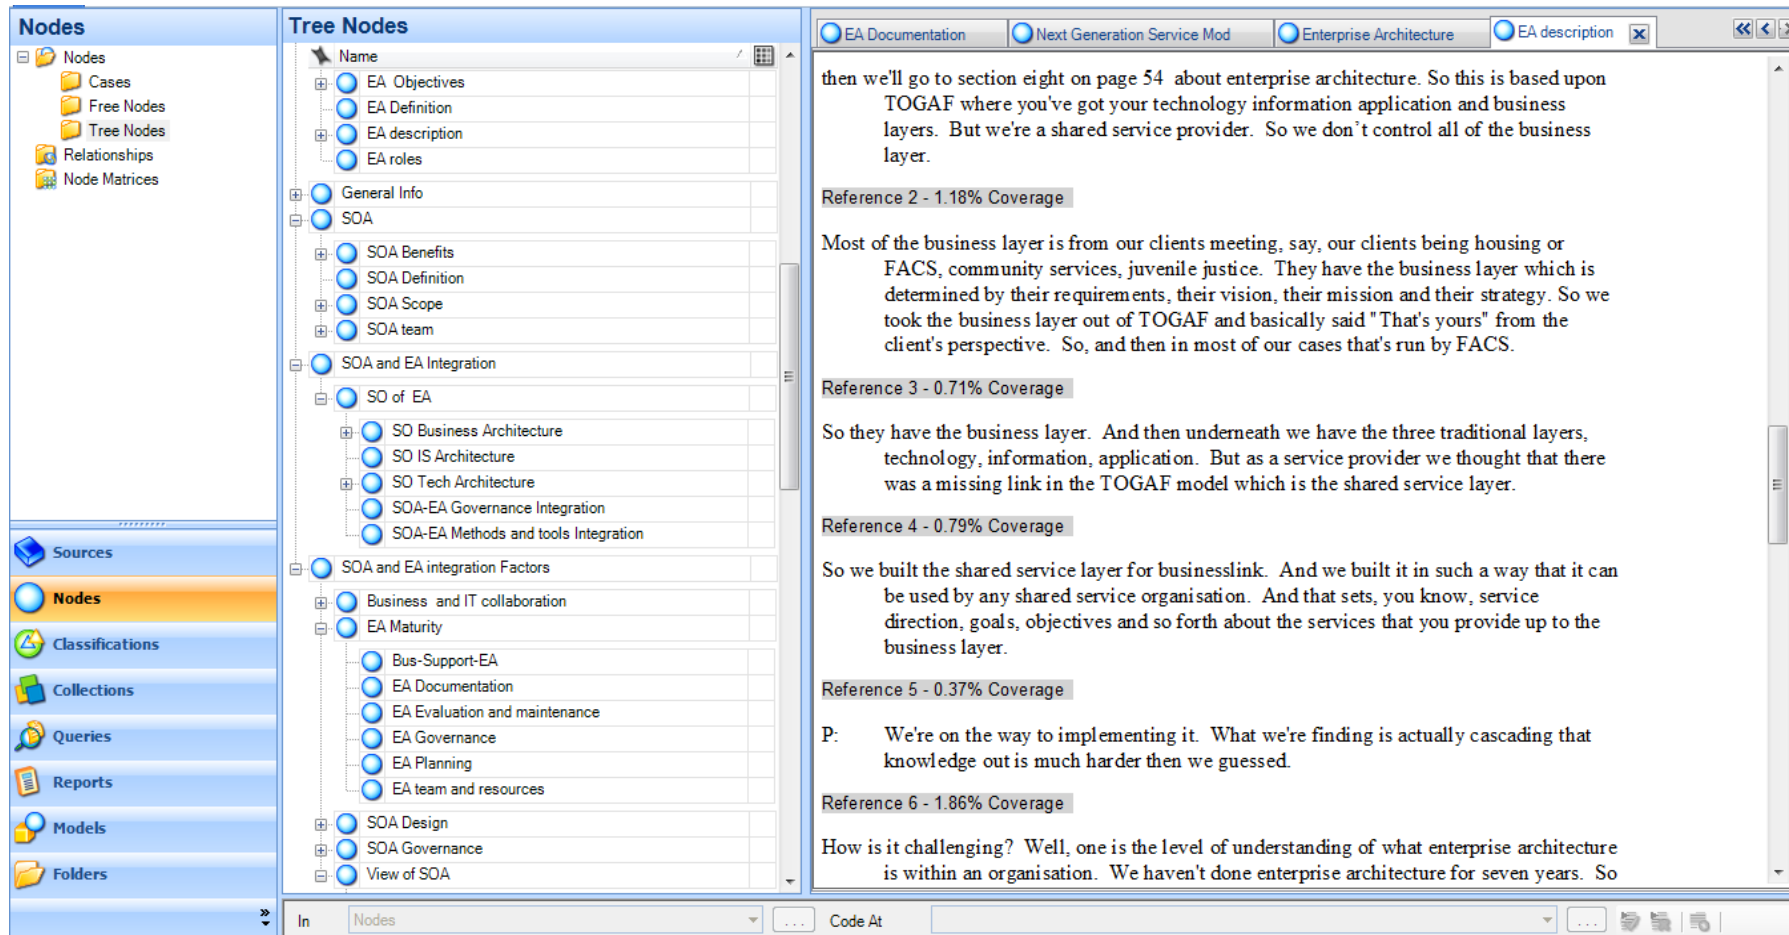 Nodes
Nodes
Cases
Free Nodes
Tree Nodes
Relationships
Node Matrices
Sources
Nodes
Classifications
Collections
Queries
Reports
Models
Folders
Tree Nodes
Name
EA Objectives
EA Definition
EA description
EA roles
General Info
SOA
SOA Benefits
SOA Definition
SOA Scope
SOA team
SOA and EA Integration
SO of EA
SO Business Architecture
SO IS Architecture
SO Tech Architecture
SOA-EA Governance Integration
SOA-EA Methods and tools Integration
SOA and EA integration Factors
Business and IT collaboration
EA Maturity
Bus-Support-EA
EA Documentation
EA Evaluation and maintenance
EA Governance
EA Planning
EA team and resources
SOA Design
SOA Governance
View of SOA
EA Documentation
Next Generation Service Mod
Enterprise Architecture
EA description
then we'll go to section eight on page 54 about enterprise architecture. So this is based upon
TOGAF where you've got your technology information application and business
layers. But we're a shared service provider. So we don’t control all of the business
layer.
Reference 2 - 1.18% Coverage
Most of the business layer is from our clients meeting, say, our clients being housing or
FACS, community services, juvenile justice. They have the business layer which is
determined by their requirements, their vision, their mission and their strategy. So we
took the business layer out of TOGAF and basically said "That's yours" from the
client's perspective. So, and then in most of our cases that's run by FACS.
Reference 3 - 0.71% Coverage
So they have the business layer. And then underneath we have the three traditional layers,
technology, information, application. But as a service provider we thought that there
was a missing link in the TOGAF model which is the shared service layer.
Reference 4 - 0.79% Coverage
So we built the shared service layer for businesslink. And we built it in such a way that it can
be used by any shared service organisation. And that sets, you know, service
direction, goals, objectives and so forth about the services that you provide up to the
business layer.
Reference 5 - 0.37% Coverage
P: We're on the way to implementing it. What we're finding is actually cascading that
knowledge out is much harder then we guessed.
Reference 6 - 1.86% Coverage
How is it challenging? Well, one is the level of understanding of what enterprise architecture
is within an organisation. We haven't done enterprise architecture for seven years. So
In Nodes ... Code At ...